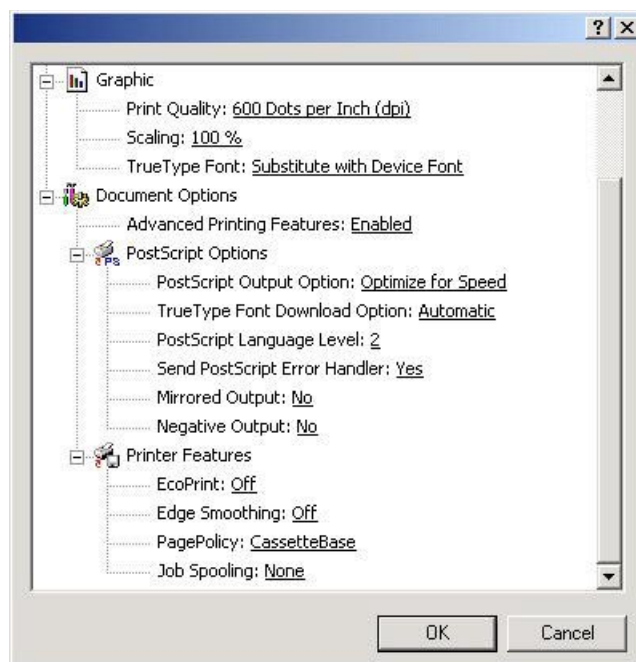 Graphic
Print Quality: 600 Dots per Inch (dpi)
Scaling: 100 %
TrueType Font: Substitute with Device Font
Document Options
Advanced Printing Features: Enabled
PostScript Options
PostScript Output Option: Optimize for Speed
TrueType Font Download Option: Automatic
PostScript Language Level: 2
Send PostScript Error Handler: Yes
Mirrored Output: No
Negative Output: No
Printer Features
EcoPrint: Off
Edge Smoothing: Off
PagePolicy: CassetteBase
Job Spooling: None
OK Cancel